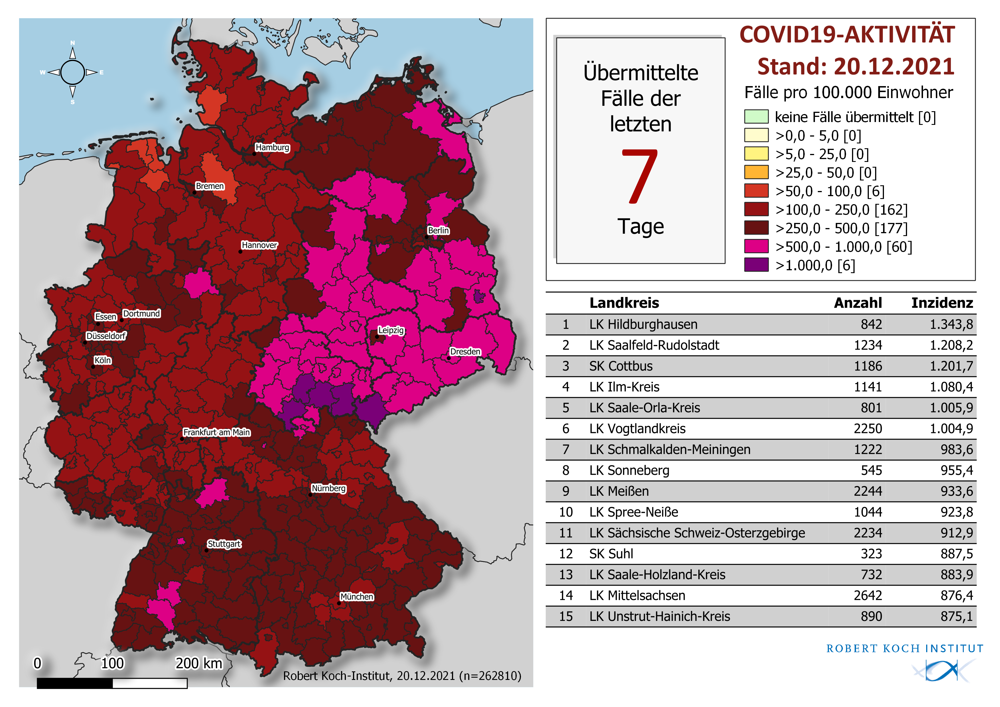 N
W
E
S
Hamburg
Bremen
Berlin
Hannover
Essen
Dortmund
Düsseldorf
Leipzig
Köln
Dresden
Frankfurt am Main
Nürnberg
Stuttgart
München
0 100 200 km
Robert Koch-Institut, 20.12.2021 (n=262810)
Übermittelte
Fälle der
letzten
7
Tage
COVID19-AKTIVITÄT
Stand: 20.12.2021
Fälle pro 100.000 Einwohner
keine Fälle übermittelt [0]
>0,0 - 5,0 [0]
>5,0 - 25,0 [0]
>25,0 - 50,0 [0]
>50,0 - 100,0 [6]
>100,0 - 250,0 [162]
>250,0 - 500,0 [177]
>500,0 - 1.000,0 [60]
>1.000,0 [6]
Landkreis Anzahl Inzidenz
1 LK Hildburghausen 842 1.343,8
2 LK Saalfeld-Rudolstadt 1234 1.208,2
3 SK Cottbus 1186 1.201,7
4 LK Ilm-Kreis 1141 1.080,4
5 LK Saale-Orla-Kreis 801 1.005,9
6 LK Vogtlandkreis 2250 1.004,9
7 LK Schmalkalden-Meiningen 1222 983,6
8 LK Sonneberg 545 955,4
9 LK Meißen 2244 933,6
10 LK Spree-Neiße 1044 923,8
11 LK Sächsische Schweiz-Osterzgebirge 2234 912,9
12 SK Suhl 323 887,5
13 LK Saale-Holzland-Kreis 732 883,9
14 LK Mittelsachsen 2642 876,4
15 LK Unstrut-Hainich-Kreis 890 875,1
ROBERT KOCH INSTITUT